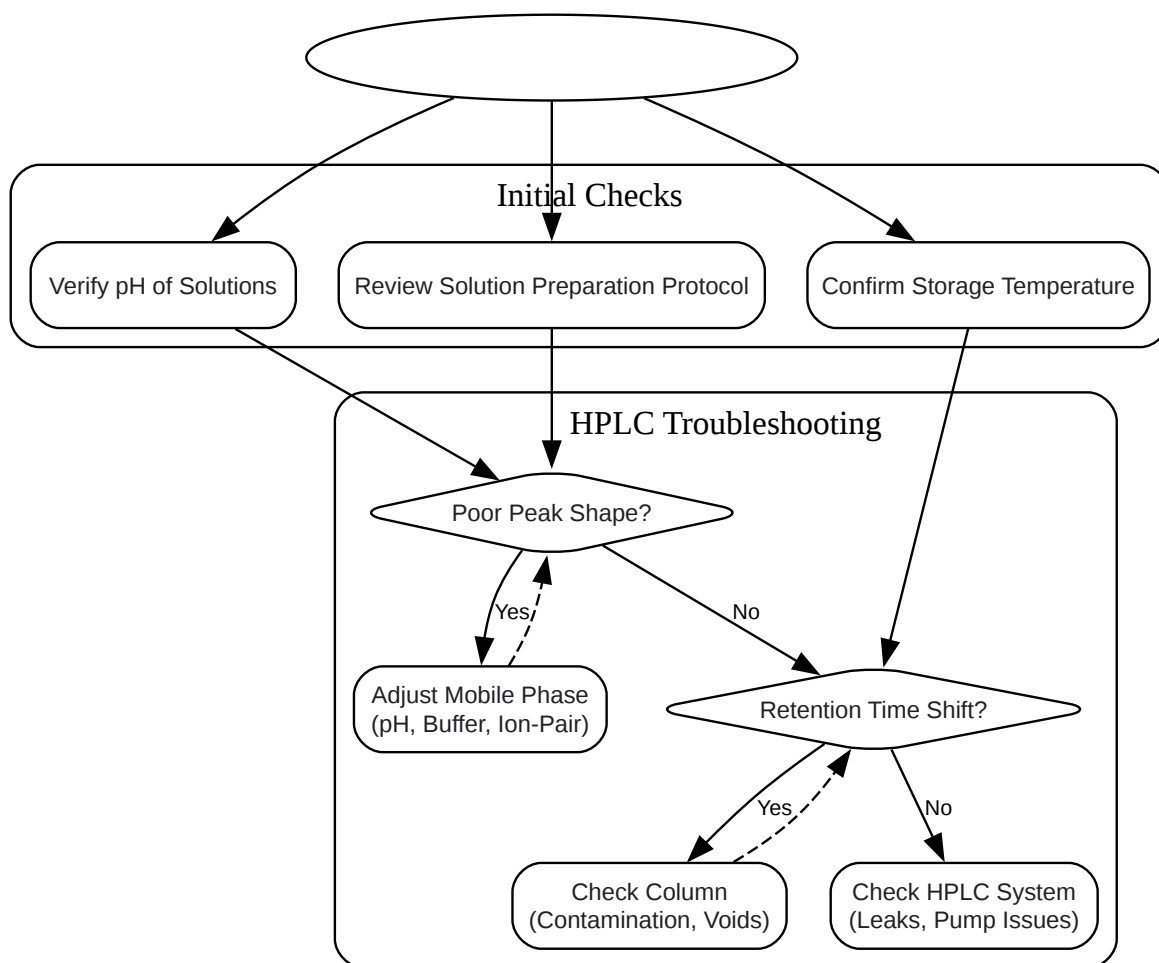 Initial Checks
Verify pH of Solutions
Review Solution Preparation Protocol
Confirm Storage Temperature
HPLC Troubleshooting
Poor Peak Shape?
Yes
No
Adjust Mobile Phase
(pH, Buffer, Ion-Pair)
Retention Time Shift?
Yes
No
Check Column
(Contamination, Voids)
Check HPLC System
(Leaks, Pump Issues)